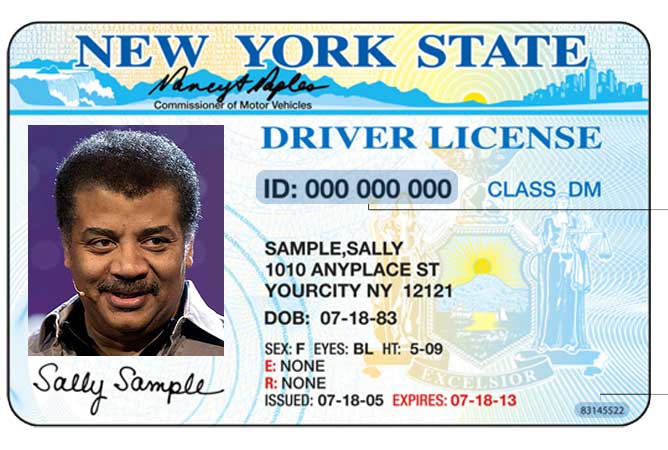 NEW YORK STATE
Nancy A Naples
Commissioner of Motor Vehicles
DRIVER LICENSE
ID: 000 000 000 CLASS DM
SAMPLE,SALLY
1010 ANYPLACE ST
YOURCITY NY 12121
DOB: 07-18-83
SEX: F EYES: BL HT: 5-09
E: NONE
R: NONE
ISSUED: 07-18-05 EXPIRES: 07-18-13
Sally Sample
EXCELSIOR
83145522